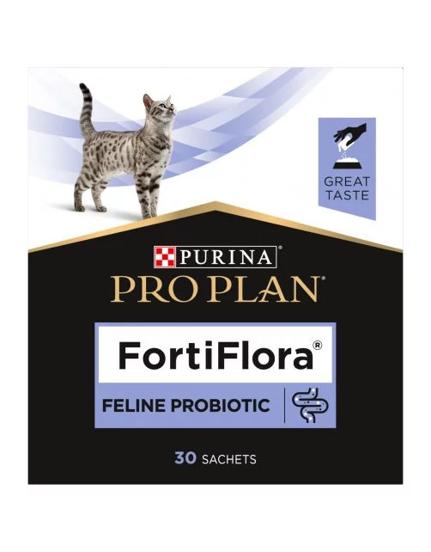 GREAT
TASTE
PURINA®
PRO PLAN®
FortiFlora®
FELINE PROBIOTIC
30 SACHETS